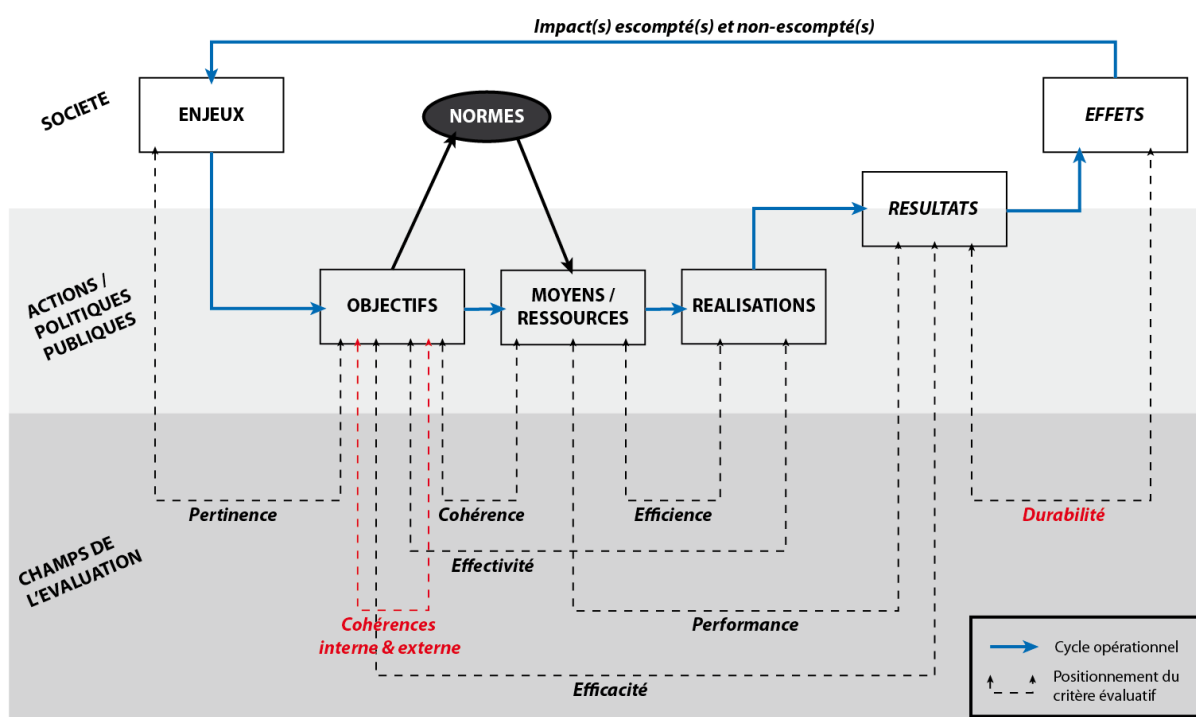 Impact(s) escompté(s) et non-escompté(s)
SOCIETE
ENJEUX
NORMES
EFFETS
RESULTATS
ACTIONS /
POLITIQUES
PUBLIQUES
OBJECTIFS
MOYENS /
RESSOURCES
REALISATIONS
CHAMPS DE
L'EVALUATION
Pertinence
Cohérence
Efficience
Durabilité
Effectivité
Cohérences
interne & externe
Performance
Efficacité
Cycle opérationnel
Positionnement du
critère évaluatif